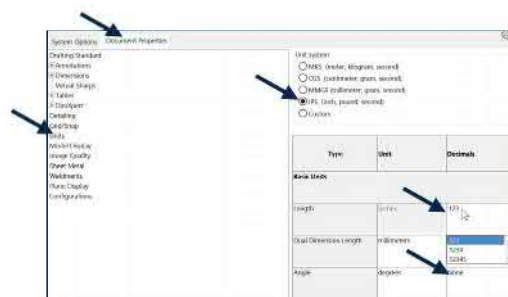 System Options
Document Properties
Drafting Standard
Annotations
Dimensions
Virtual Sharps
Tables
DimXpert
Detailing
Grid/Snap
Units
Model Display
Image Quality
Sheet Metal
Weldments
Plane Display
Configurations
Unit system
MKS (meter, kilogram, second)
CGS (centimeter, gram, second)
MMGS (millimeter, gram, second)
IPS (inch, pound, second)
Custom
Type Unit Decimals
Basic Units
Length inches .123
.123
.1234
.12345
Dual Dimension Length millimeters
Angle degrees None